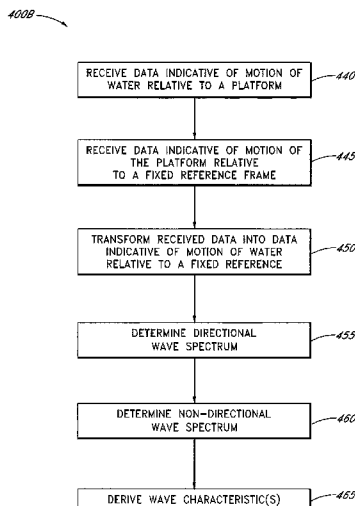 400B
RECEIVE DATA INDICATIVE OF MOTION OF
WATER RELATIVE TO A PLATFORM
440
RECEIVE DATA INDICATIVE OF MOTION OF
THE PLATFORM RELATIVE
TO A FIXED REFERENCE FRAME
445
TRANSFORM RECEIVED DATA INTO DATA
INDICATIVE OF MOTION OF WATER
RELATIVE TO A FIXED REFERENCE
450
DETERMINE DIRECTIONAL
WAVE SPECTRUM
455
DETERMINE NON-DIRECTIONAL
WAVE SPECTRUM
460
DERIVE WAVE CHARACTERISTIC(S)
465